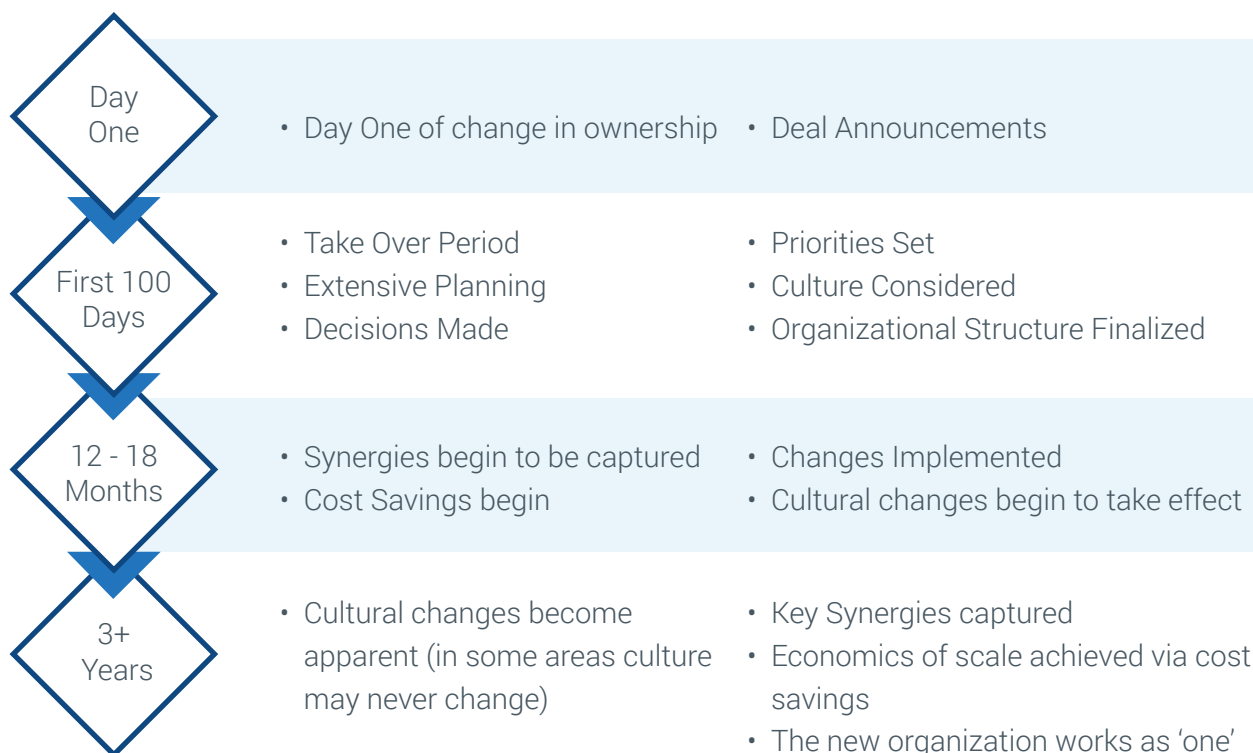 Day
One
• Day One of change in ownership
• Deal Announcements
First 100
Days
• Take Over Period
• Extensive Planning
• Decisions Made
• Priorities Set
• Culture Considered
• Organizational Structure Finalized
12 - 18
Months
• Synergies begin to be captured
• Cost Savings begin
• Changes Implemented
• Cultural changes begin to take effect
3+
Years
• Cultural changes become
apparent (in some areas culture
may never change)
• Key Synergies captured
• Economics of scale achieved via cost
savings
• The new organization works as ‘one’